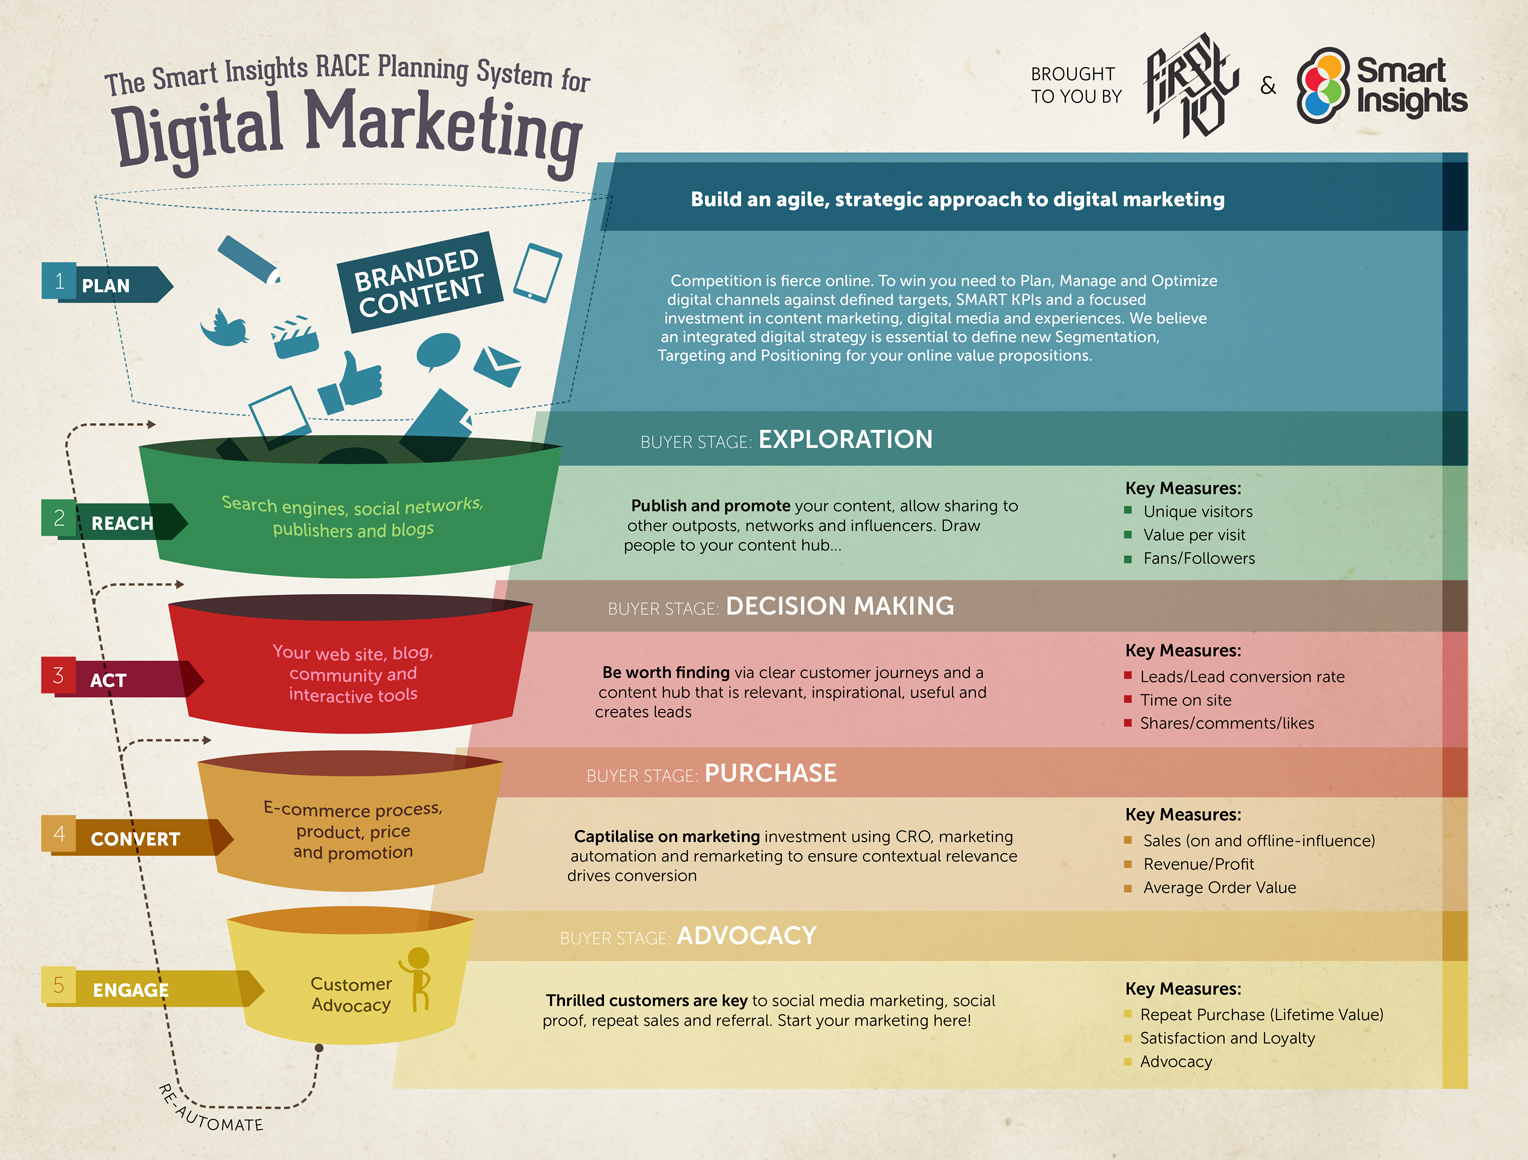 The Smart Insights RACE Planning System for
Digital Marketing
BROUGHT
TO YOU BY
First
10
&
Smart
Insights
Build an agile, strategic approach to digital marketing
1 PLAN
BRANDED
CONTENT
Competition is fierce online. To win you need to Plan, Manage and Optimize
digital channels against defined targets, SMART KPIs and a focused
investment in content marketing, digital media and experiences. We believe
an integrated digital strategy is essential to define new Segmentation,
Targeting and Positioning for your online value propositions.
BUYER STAGE: EXPLORATION
2 REACH
Search engines, social networks,
publishers and blogs
Publish and promote your content, allow sharing to
other outposts, networks and influencers. Draw
people to your content hub...
Key Measures:
Unique visitors
Value per visit
Fans/Followers
BUYER STAGE: DECISION MAKING
3 ACT
Your web site, blog,
community and
interactive tools
Be worth finding via clear customer journeys and a
content hub that is relevant, inspirational, useful and
creates leads
Key Measures:
Leads/Lead conversion rate
Time on site
Shares/comments/likes
BUYER STAGE: PURCHASE
4 CONVERT
E-commerce process,
product, price
and promotion
Captilalise on marketing investment using CRO, marketing
automation and remarketing to ensure contextual relevance
drives conversion
Key Measures:
Sales (on and offline-influence)
Revenue/Profit
Average Order Value
BUYER STAGE: ADVOCACY
5 ENGAGE
Customer
Advocacy
Thrilled customers are key to social media marketing, social
proof, repeat sales and referral. Start your marketing here!
Key Measures:
Repeat Purchase (Lifetime Value)
Satisfaction and Loyalty
Advocacy
RE-AUTOMATE